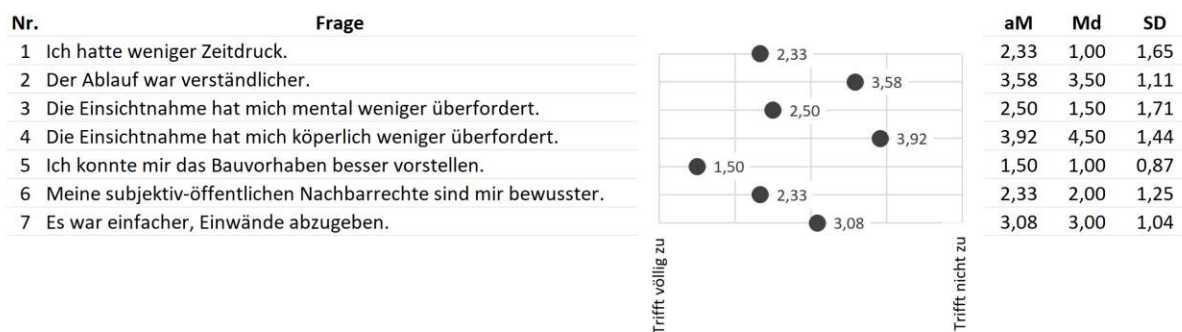 Nr. Frage aM Md SD
1 Ich hatte weniger Zeitdruck. 2,33 2,33 1,00 1,65
2 Der Ablauf war verständlicher. 3,58 3,58 3,50 1,11
3 Die Einsichtnahme hat mich mental weniger überfordert. 2,50 2,50 1,50 1,71
4 Die Einsichtnahme hat mich köperlich weniger überfordert. 3,92 3,92 4,50 1,44
5 Ich konnte mir das Bauvorhaben besser vorstellen. 1,50 1,50 1,00 0,87
6 Meine subjektiv-öffentlichen Nachbarrechte sind mir bewusster. 2,33 2,33 2,00 1,25
7 Es war einfacher, Einwände abzugeben. 3,08 3,08 3,00 1,04
Trifft völlig zu
Trifft nicht zu